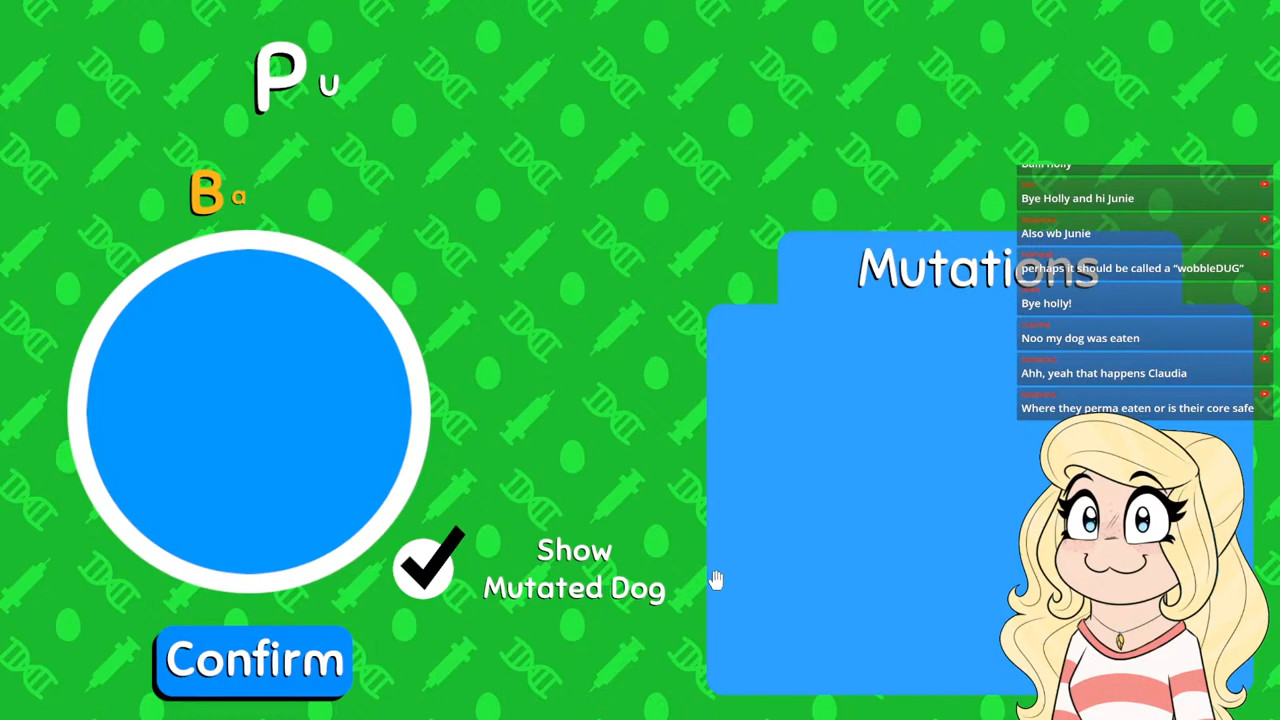 Pu
Ba
Mutations
Bye Holly and hi Junie
Also wb Junie
perhaps it should be called a “wobbleDUG”
Bye holly!
Noo my dog was eaten
Ahh, yeah that happens Claudia
Where they perma eaten or is their core safe
Show
Mutated Dog
Confirm